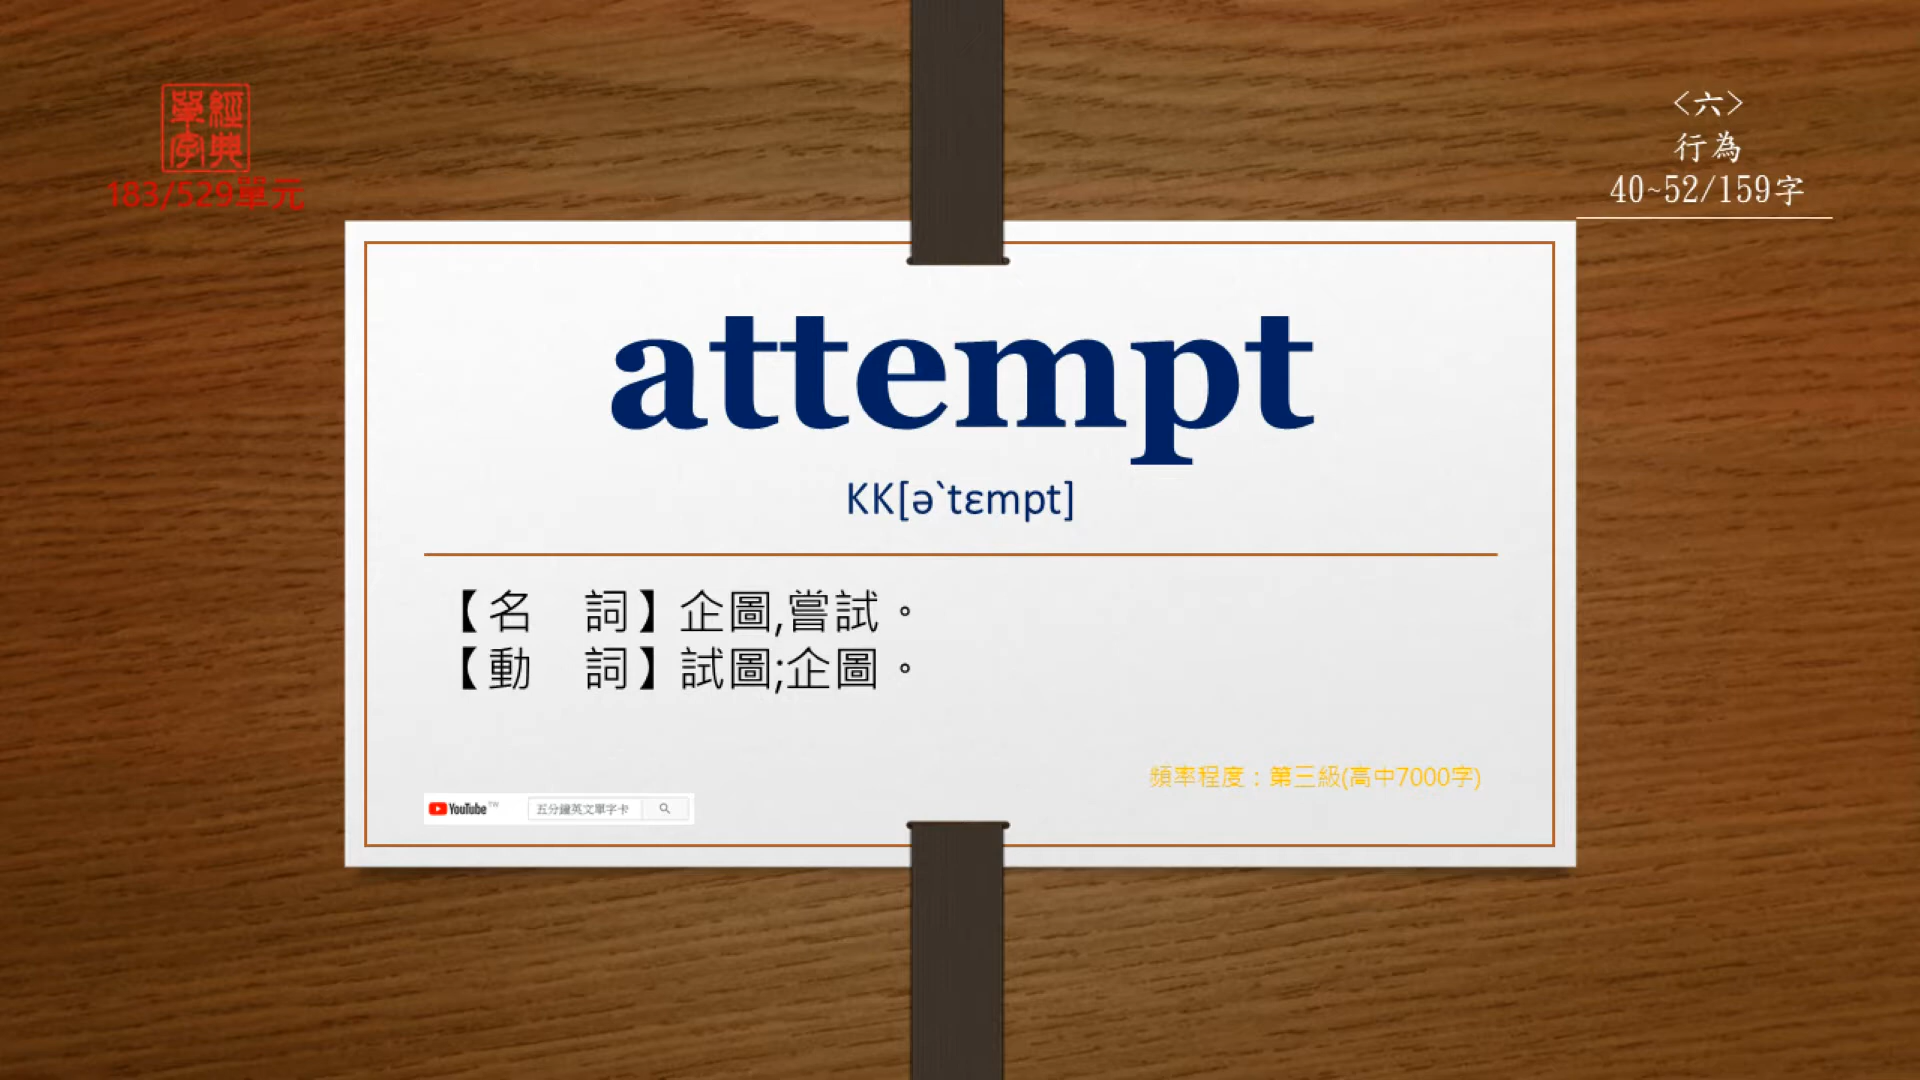 經典
單字
183/529單元
<六>
行為
40~52/159字
attempt
KK[ə`tɛmpt]
【名　詞】企圖,嘗試。
【動　詞】試圖;企圖。
頻率程度：第三級(高中7000字)
YouTube TW 五分鐘英文單字卡